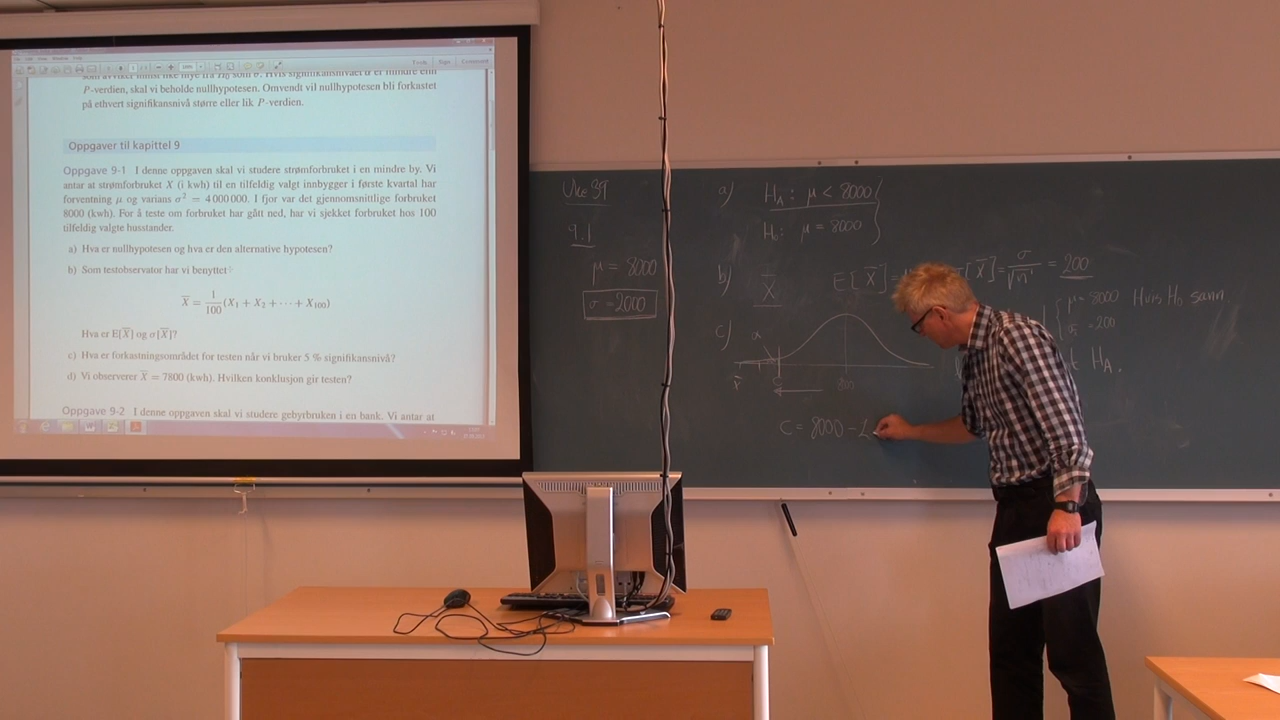 som avviker minst like mye fra H₀ som σ. Hvis signifikansnivået α er mindre enn
P-verdien, skal vi beholde nullhypotesen. Omvendt vil nullhypotesen bli forkastet
på ethvert signifikansnivå større eller lik P-verdien.
Oppgaver til kapittel 9
Oppgave 9-1 I denne oppgaven skal vi studere strømforbruket i en mindre by. Vi
antar at strømforbruket X (i kwh) til en tilfeldig valgt innbygger i første kvartal har
forventning μ og varians σ² = 4 000 000. I fjor var det gjennomsnittlige forbruket
8000 (kwh). For å teste om forbruket har gått ned, har vi sjekket forbruket hos 100
tilfeldig valgte husstander.
a) Hva er nullhypotesen og hva er den alternative hypotesen?
b) Som testobservator har vi benyttet
X̄ = 1/100 (X₁ + X₂ + ⋯ + X₁₀₀)
Hva er E[X̄] og σ[X̄]?
c) Hva er forkastningsområdet for testen når vi bruker 5 % signifikansnivå?
d) Vi observerer X̄ = 7800 (kwh). Hvilken konklusjon gir testen?
Oppgave 9-2 I denne oppgaven skal vi studere gebyrbruken i en bank. Vi antar at
Uke 39
9.1
μ = 8000
σ = 2000
a) H_A: μ < 8000
H₀: μ = 8000
b) X̄ E[X̄] = [X̄] = σ/√n = 200
μ = 8000 Hvis H₀ sann
σ = 200
c) α
C
H_A.
C = 8000 -